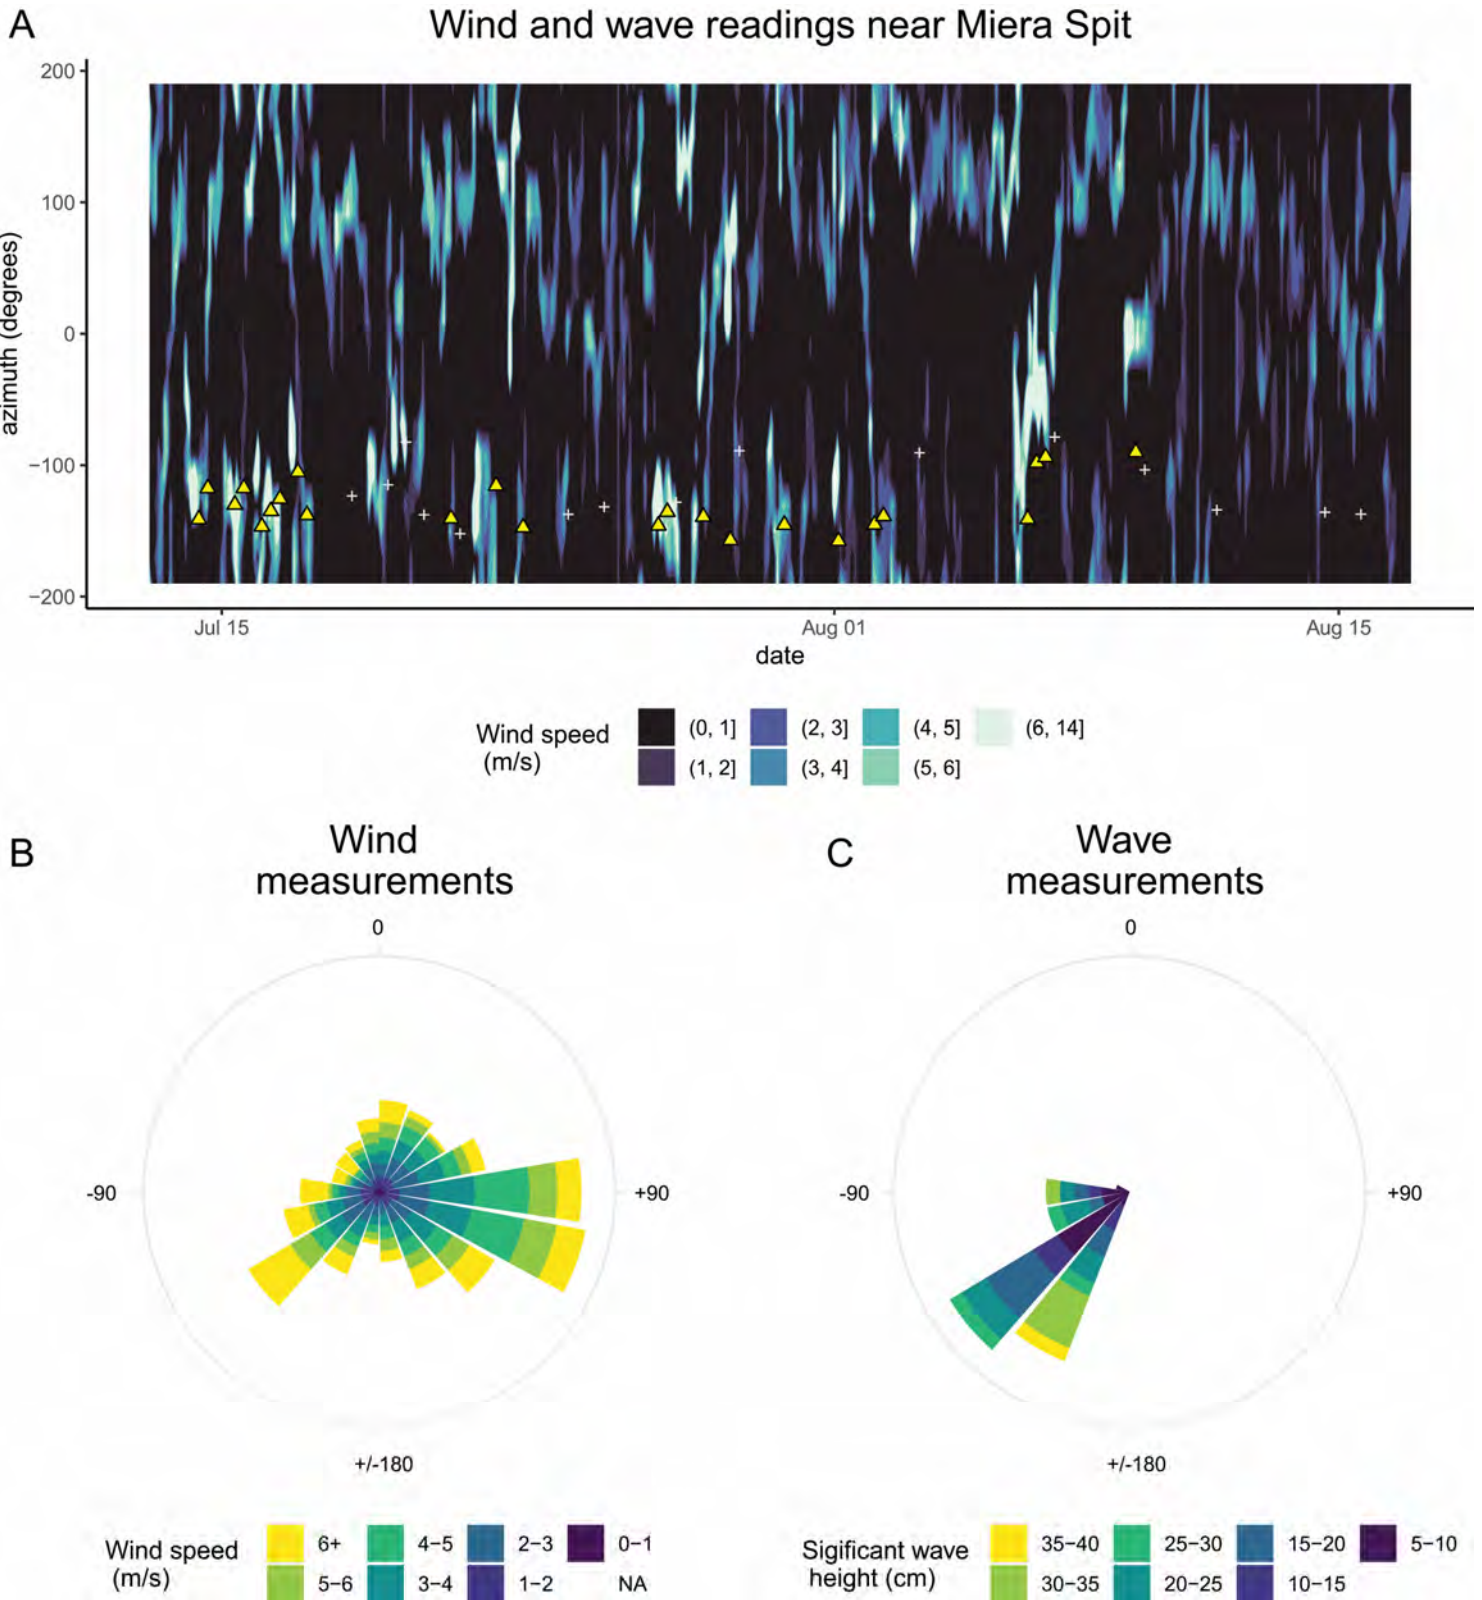 A
Wind and wave readings near Miera Spit
200
100
0
−100
−200
azimuth (degrees)
Jul 15
Aug 01
Aug 15
date
Wind speed
(m/s)
(0, 1]
(2, 3]
(4, 5]
(6, 14]
(1, 2]
(3, 4]
(5, 6]
B
Wind
measurements
0
-90
+90
+/-180
Wind speed
(m/s)
6+
4−5
2−3
0−1
5−6
3−4
1−2
NA
C
Wave
measurements
0
-90
+90
+/-180
Sigificant wave
height (cm)
35−40
25−30
15−20
5−10
30−35
20−25
10−15